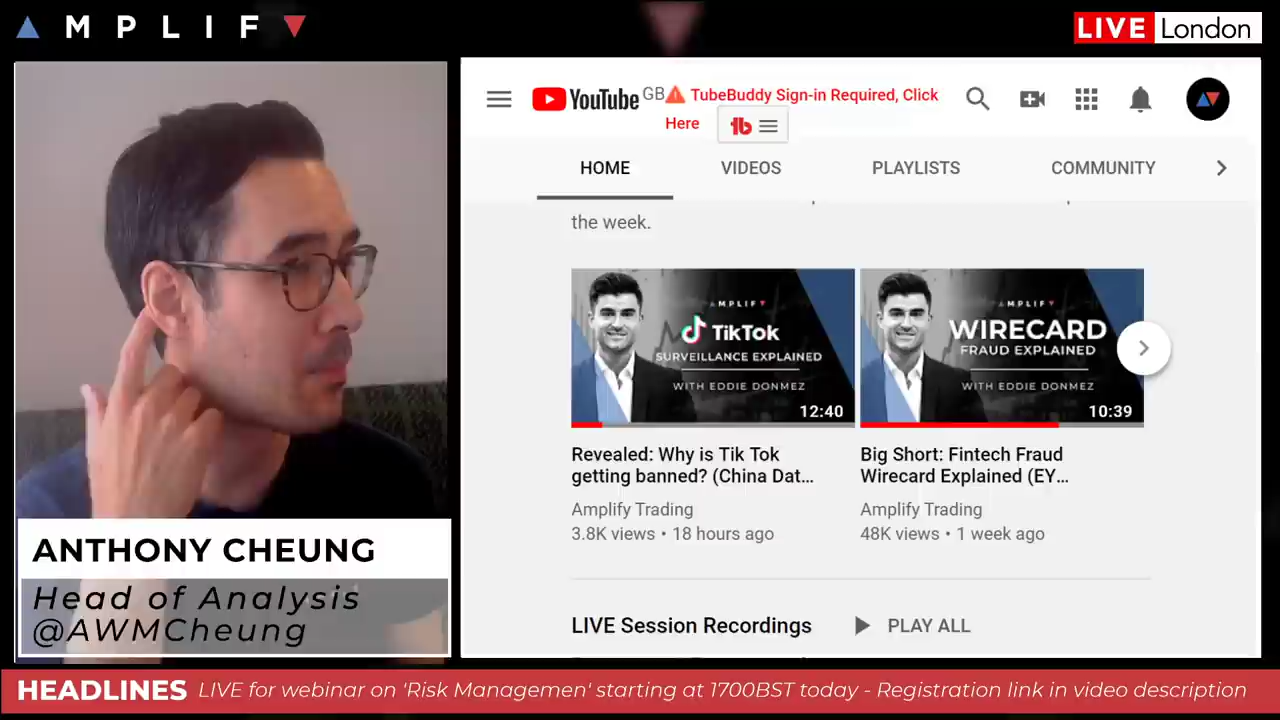 AMPLIFY
LIVE London
YouTube GB
TubeBuddy Sign-in Required, Click
Here
tb
HOME VIDEOS PLAYLISTS COMMUNITY
the week.
AMPLIFY
TikTok
SURVEILLANCE EXPLAINED
WITH EDDIE DONMEZ
12:40
AMPLIFY
WIRECARD
FRAUD EXPLAINED
WITH EDDIE DONMEZ
10:39
Revealed: Why is Tik Tok
getting banned? (China Dat...
Amplify Trading
3.8K views • 18 hours ago
Big Short: Fintech Fraud
Wirecard Explained (EY...
Amplify Trading
48K views • 1 week ago
LIVE Session Recordings PLAY ALL
ANTHONY CHEUNG
Head of Analysis
@AWMCheung
HEADLINES LIVE for webinar on 'Risk Managemen' starting at 1700BST today - Registration link in video description